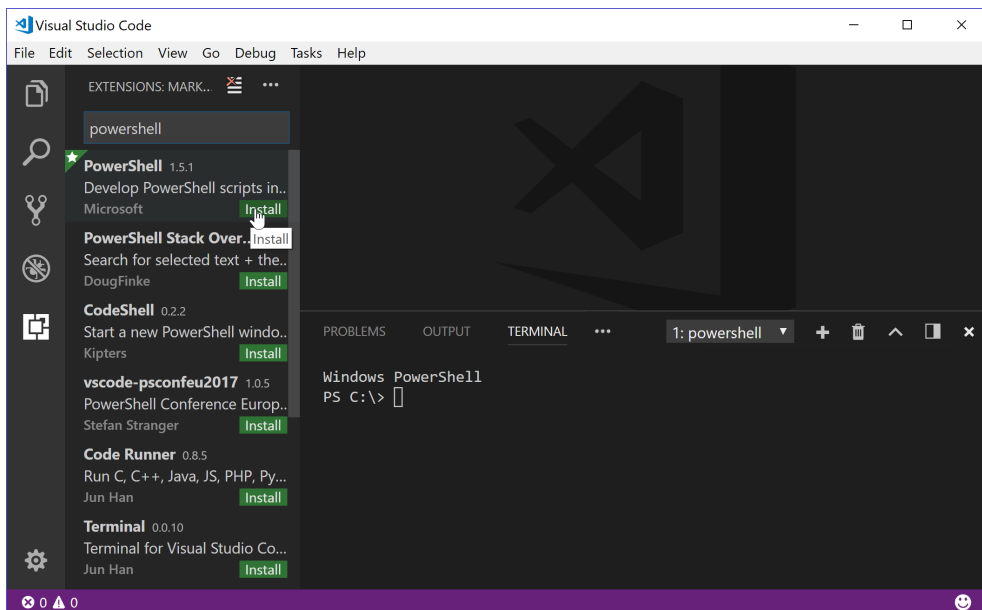 Visual Studio Code
File Edit Selection View Go Debug Tasks Help
EXTENSIONS: MARK...
powershell
PowerShell 1.5.1
Develop PowerShell scripts in..
Microsoft Install
Install
PowerShell Stack Over..
Search for selected text + the..
DougFinke Install
CodeShell 0.2.2
Start a new PowerShell windo..
Kipters Install
vscode-psconfeu2017 1.0.5
PowerShell Conference Europ..
Stefan Stranger Install
Code Runner 0.8.5
Run C, C++, Java, JS, PHP, Py...
Jun Han Install
Terminal 0.0.10
Terminal for Visual Studio Co...
Jun Han Install
PROBLEMS OUTPUT TERMINAL ••• 1: powershell
Windows PowerShell
PS C:\>
0 0